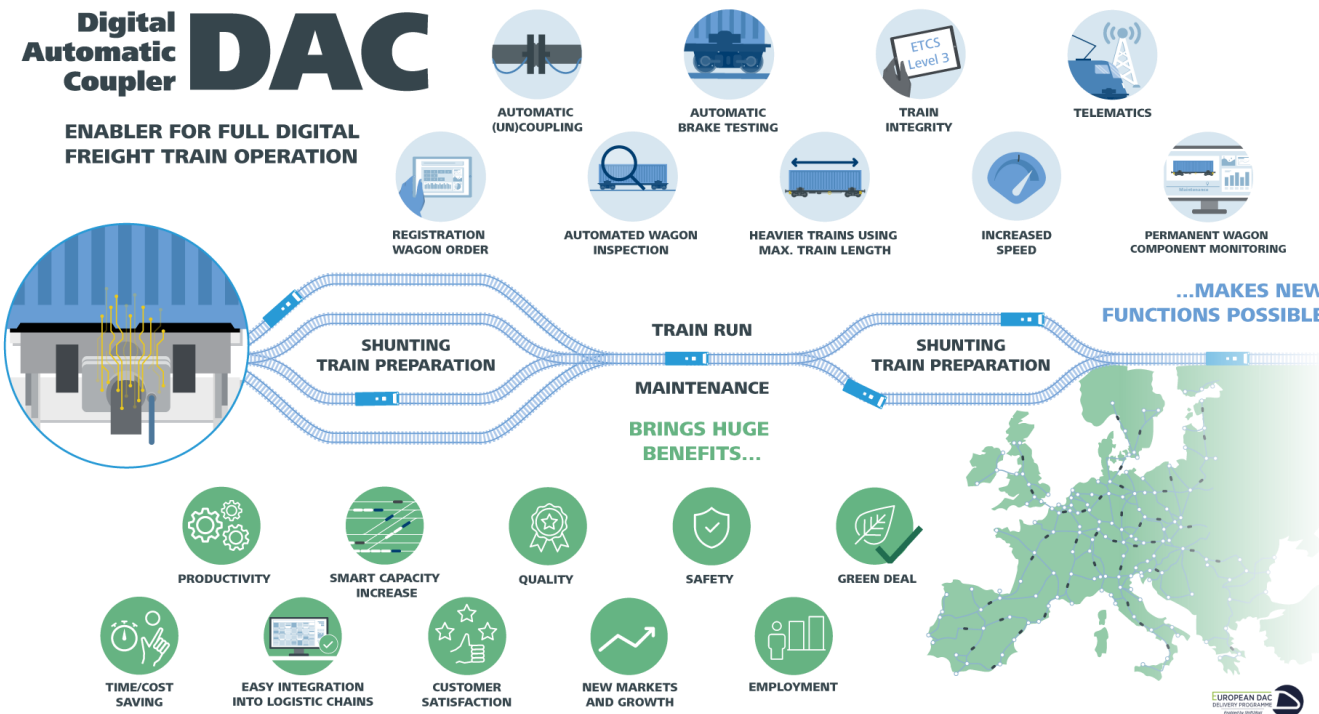 Digital
Automatic
Coupler
DAC
ENABLER FOR FULL DIGITAL
FREIGHT TRAIN OPERATION
AUTOMATIC
(UN)COUPLING
AUTOMATIC
BRAKE TESTING
ETCS
Level 3
TRAIN
INTEGRITY
TELEMATICS
REGISTRATION
WAGON ORDER
AUTOMATED WAGON
INSPECTION
HEAVIER TRAINS USING
MAX. TRAIN LENGTH
INCREASED
SPEED
Maintenance
PERMANENT WAGON
COMPONENT MONITORING
...MAKES NEW
FUNCTIONS POSSIBLE
SHUNTING
TRAIN PREPARATION
TRAIN RUN
MAINTENANCE
SHUNTING
TRAIN PREPARATION
BRINGS HUGE
BENEFITS...
PRODUCTIVITY
SMART CAPACITY
INCREASE
QUALITY
SAFETY
GREEN DEAL
TIME/COST
SAVING
EASY INTEGRATION
INTO LOGISTIC CHAINS
CUSTOMER
SATISFACTION
NEW MARKETS
AND GROWTH
EMPLOYMENT
EUROPEAN DAC
DELIVERY PROGRAMME